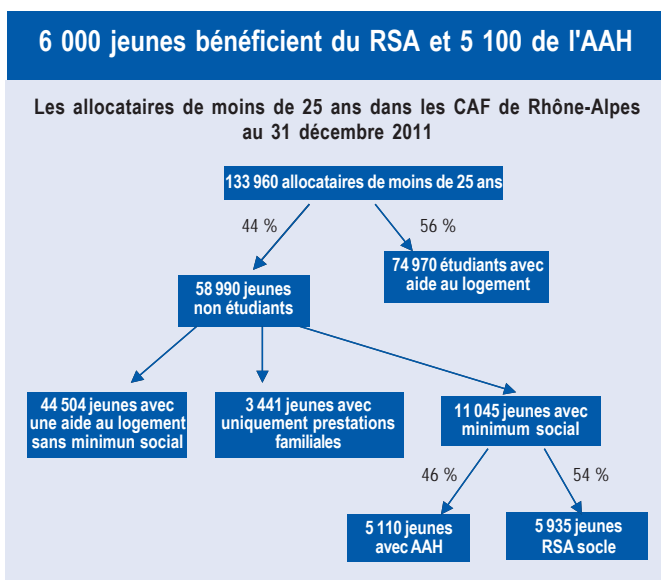 6 000 jeunes bénéficient du RSA et 5 100 de l'AAH
Les allocataires de moins de 25 ans dans les CAF de Rhône-Alpes
au 31 décembre 2011
133 960 allocataires de moins de 25 ans
44 %
56 %
74 970 étudiants avec
aide au logement
58 990 jeunes
non étudiants
44 504 jeunes avec
une aide au logement
sans minimun social
3 441 jeunes avec
uniquement prestations
familiales
11 045 jeunes avec
minimum social
46 %
54 %
5 110 jeunes
avec AAH
5 935 jeunes
RSA socle